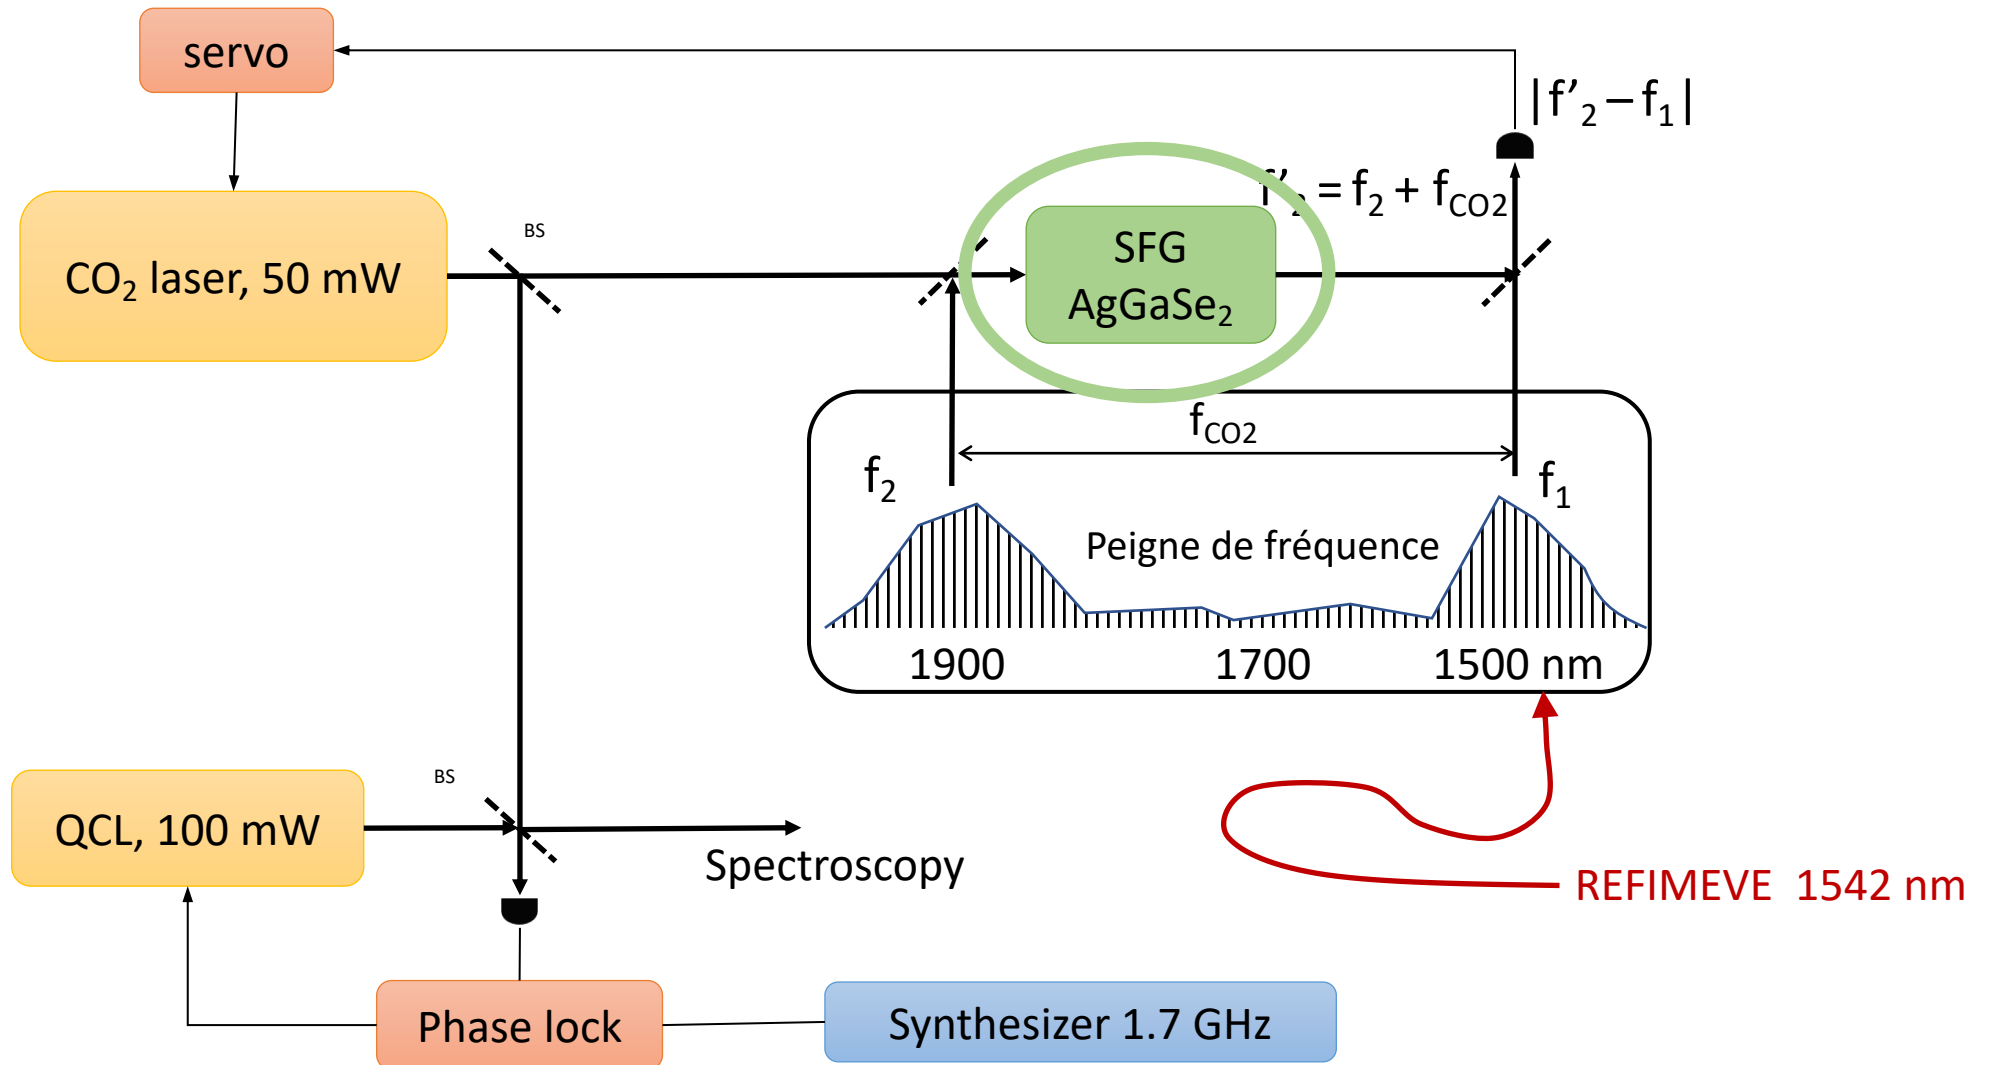 servo
|f’2 – f1|
f’2 = f2 + fCO2
BS
SFG
AgGaSe2
CO2 laser, 50 mW
fCO2
f2
f1
Peigne de fréquence
1900
1700
1500 nm
BS
QCL, 100 mW
Spectroscopy
REFIMEVE 1542 nm
Phase lock
Synthesizer 1.7 GHz